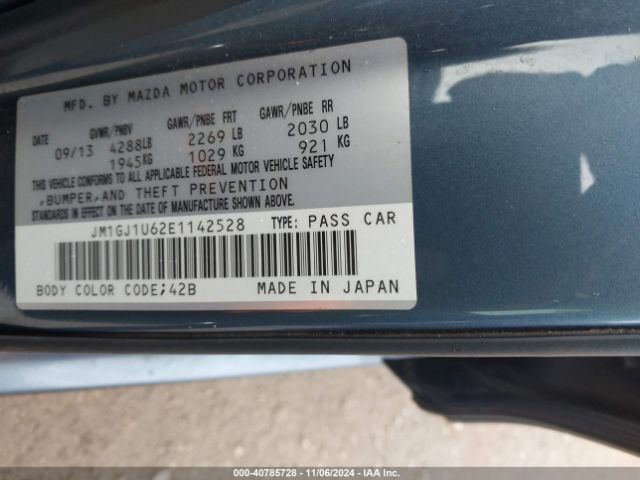 MFD. BY MAZDA MOTOR CORPORATION
DATE GVWR/PNBV GAWR/PNBE FRT GAWR/PNBE RR
09/13 4288LB 2269 LB 2030 LB
1945KG 1029 KG 921 KG
THIS VEHICLE CONFORMS TO ALL APPLICABLE FEDERAL MOTOR VEHICLE SAFETY
,BUMPER,AND THEFT PREVENTION
STANDARDS IN EFFECT ON THE DATE OF MANUFACTURE SHOWN ABOVE.
JM1GJ1U62E1142528 TYPE: PASS CAR
BODY COLOR CODE;42B MADE IN JAPAN
000-40785728 - 11/06/2024 - IAA Inc.